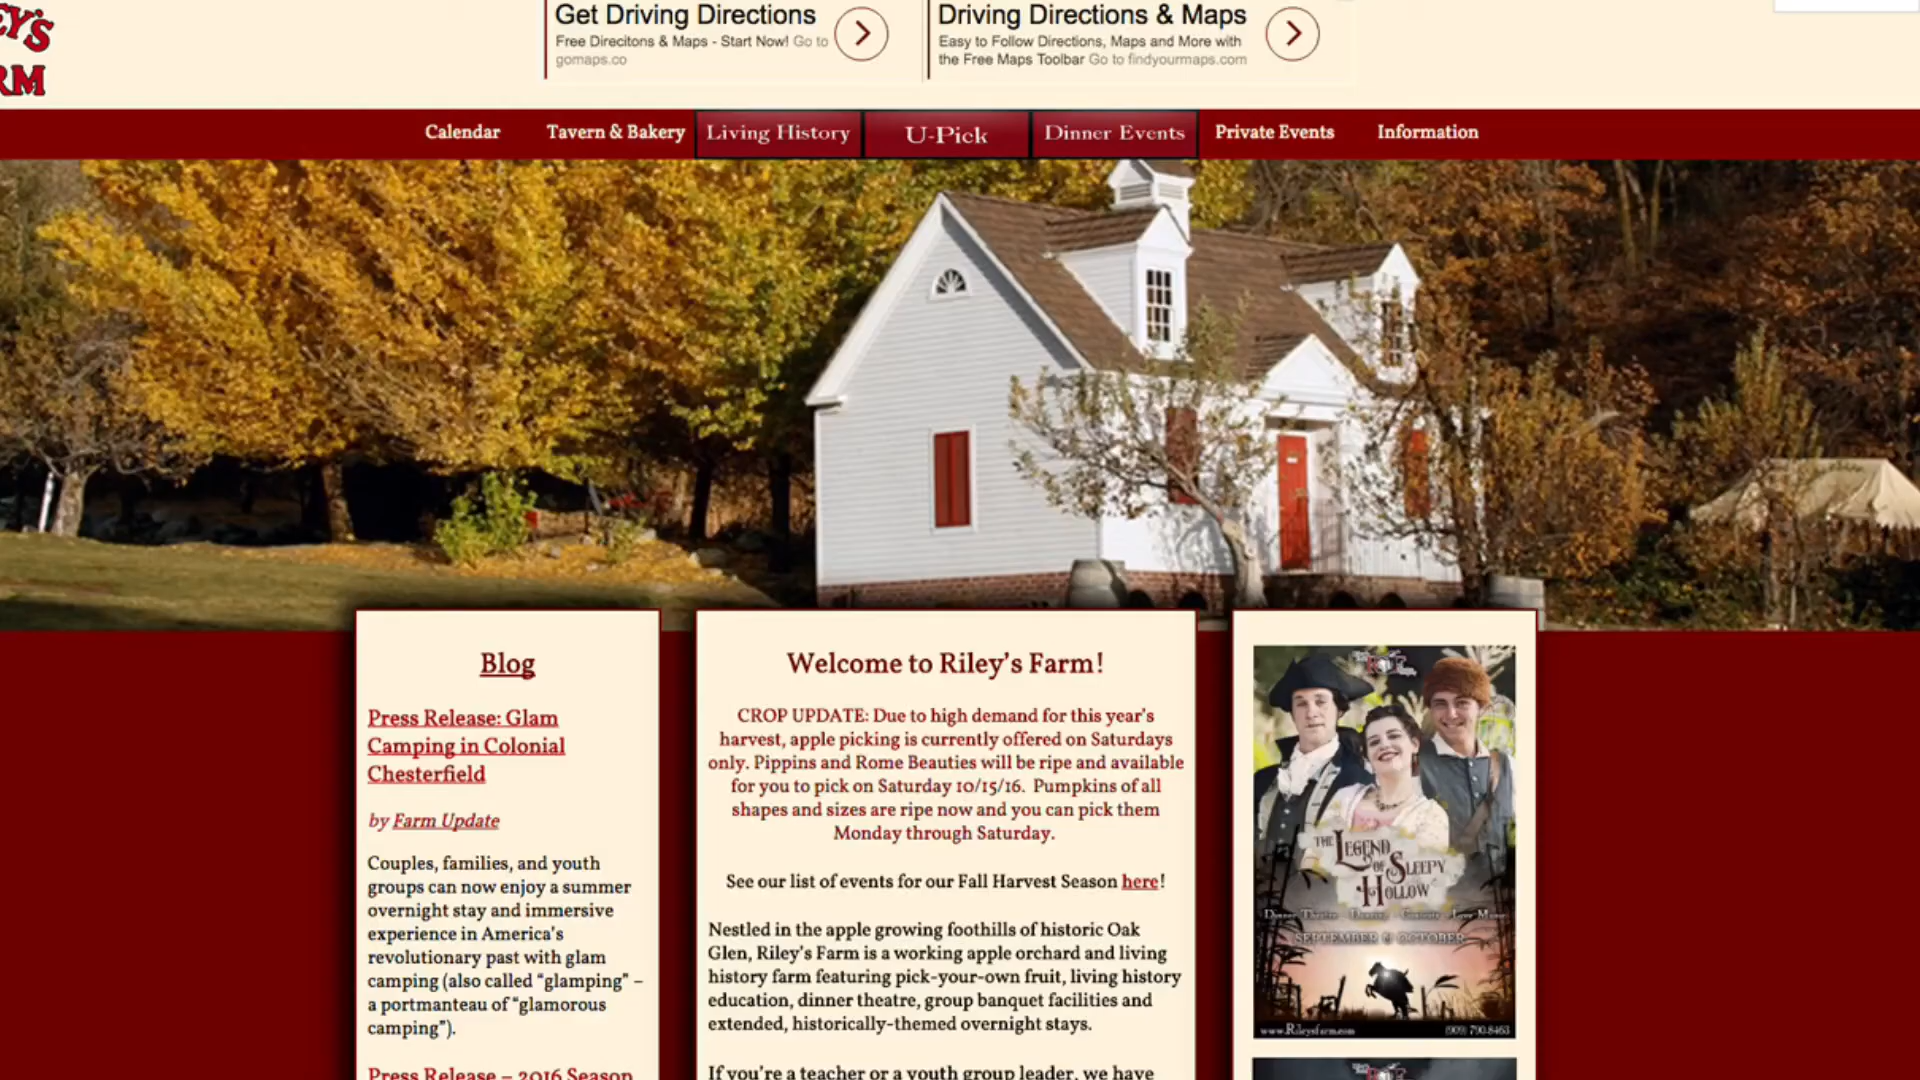 EY'S
RM
Get Driving Directions
Free Direcitons & Maps - Start Now! Go to
gomaps.co
Driving Directions & Maps
Easy to Follow Directions, Maps and More with
the Free Maps Toolbar Go to findyourmaps.com
Calendar
Tavern & Bakery
Living History
U-Pick
Dinner Events
Private Events
Information
Blog
Press Release: Glam
Camping in Colonial
Chesterfield
by Farm Update
Couples, families, and youth
groups can now enjoy a summer
overnight stay and immersive
experience in America's
revolutionary past with glam
camping (also called “glamping” –
a portmanteau of “glamorous
camping”).
Press Release – 2016 Season
Welcome to Riley's Farm!
CROP UPDATE: Due to high demand for this year's
harvest, apple picking is currently offered on Saturdays
only. Pippins and Rome Beauties will be ripe and available
for you to pick on Saturday 10/15/16. Pumpkins of all
shapes and sizes are ripe now and you can pick them
Monday through Saturday.
See our list of events for our Fall Harvest Season here!
Nestled in the apple growing foothills of historic Oak
Glen, Riley's Farm is a working apple orchard and living
history farm featuring pick-your-own fruit, living history
education, dinner theatre, group banquet facilities and
extended, historically-themed overnight stays.
If you're a teacher or a youth group leader, we have
THE LEGEND
OF SLEEPY
HOLLOW
Dinner Theatre - Dancing - Comedy - Live Music
SEPTEMBER & OCTOBER
www.Rileysfarm.com
(909) 790-8463